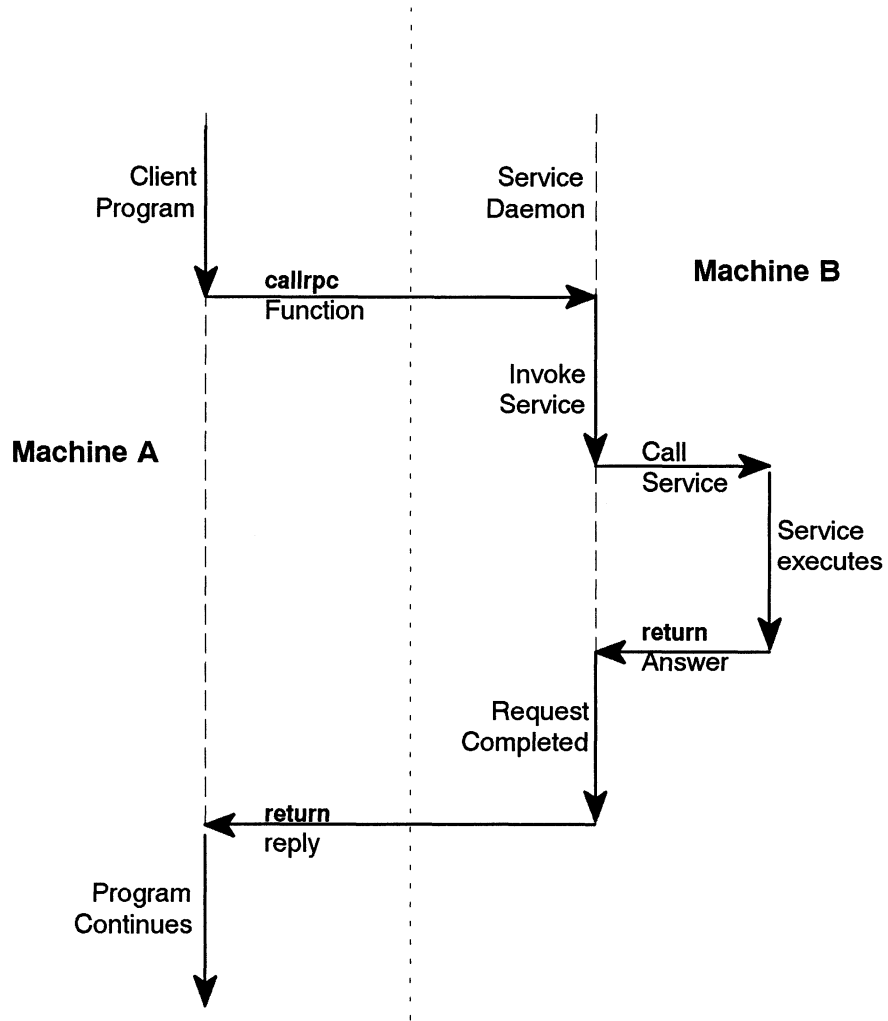 Client
Program
Service
Daemon
Machine B
callrpc
Function
Invoke
Service
Machine A
Call
Service
Service
executes
return
Answer
Request
Completed
return
reply
Program
Continues